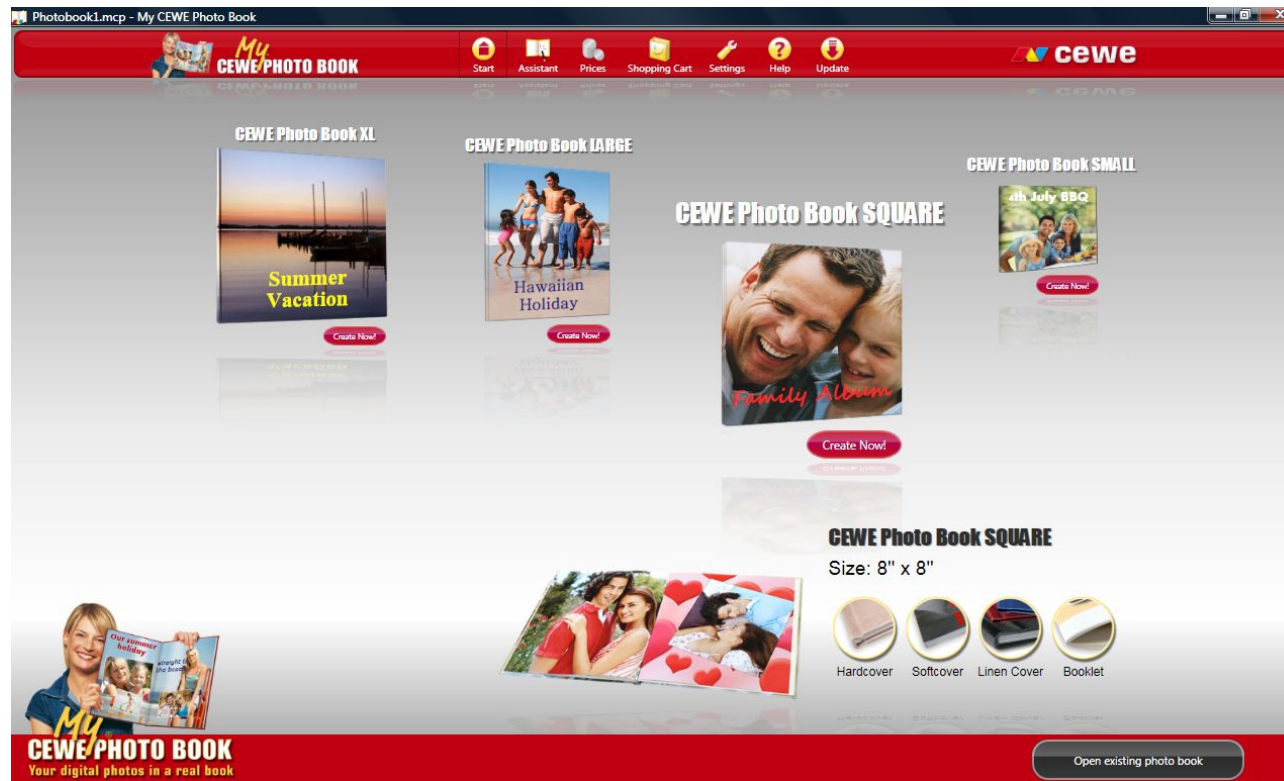 Photobook1.mcp - My CEWE Photo Book
My
CEWE PHOTO BOOK
Start
Assistant
Prices
Shopping Cart
Settings
Help
Update
cewe
CEWE Photo Book XL
Summer
Vacation
Create Now!
CEWE Photo Book LARGE
Hawaiian
Holiday
Create Now!
CEWE Photo Book SQUARE
Family Album
Create Now!
CEWE Photo Book SMALL
4th July BBQ
Create Now!
CEWE Photo Book SQUARE
Size: 8" x 8"
Hardcover
Softcover
Linen Cover
Booklet
Our summer
holiday
straight to
the beach
My
CEWE PHOTO BOOK
Your digital photos in a real book
Open existing photo book